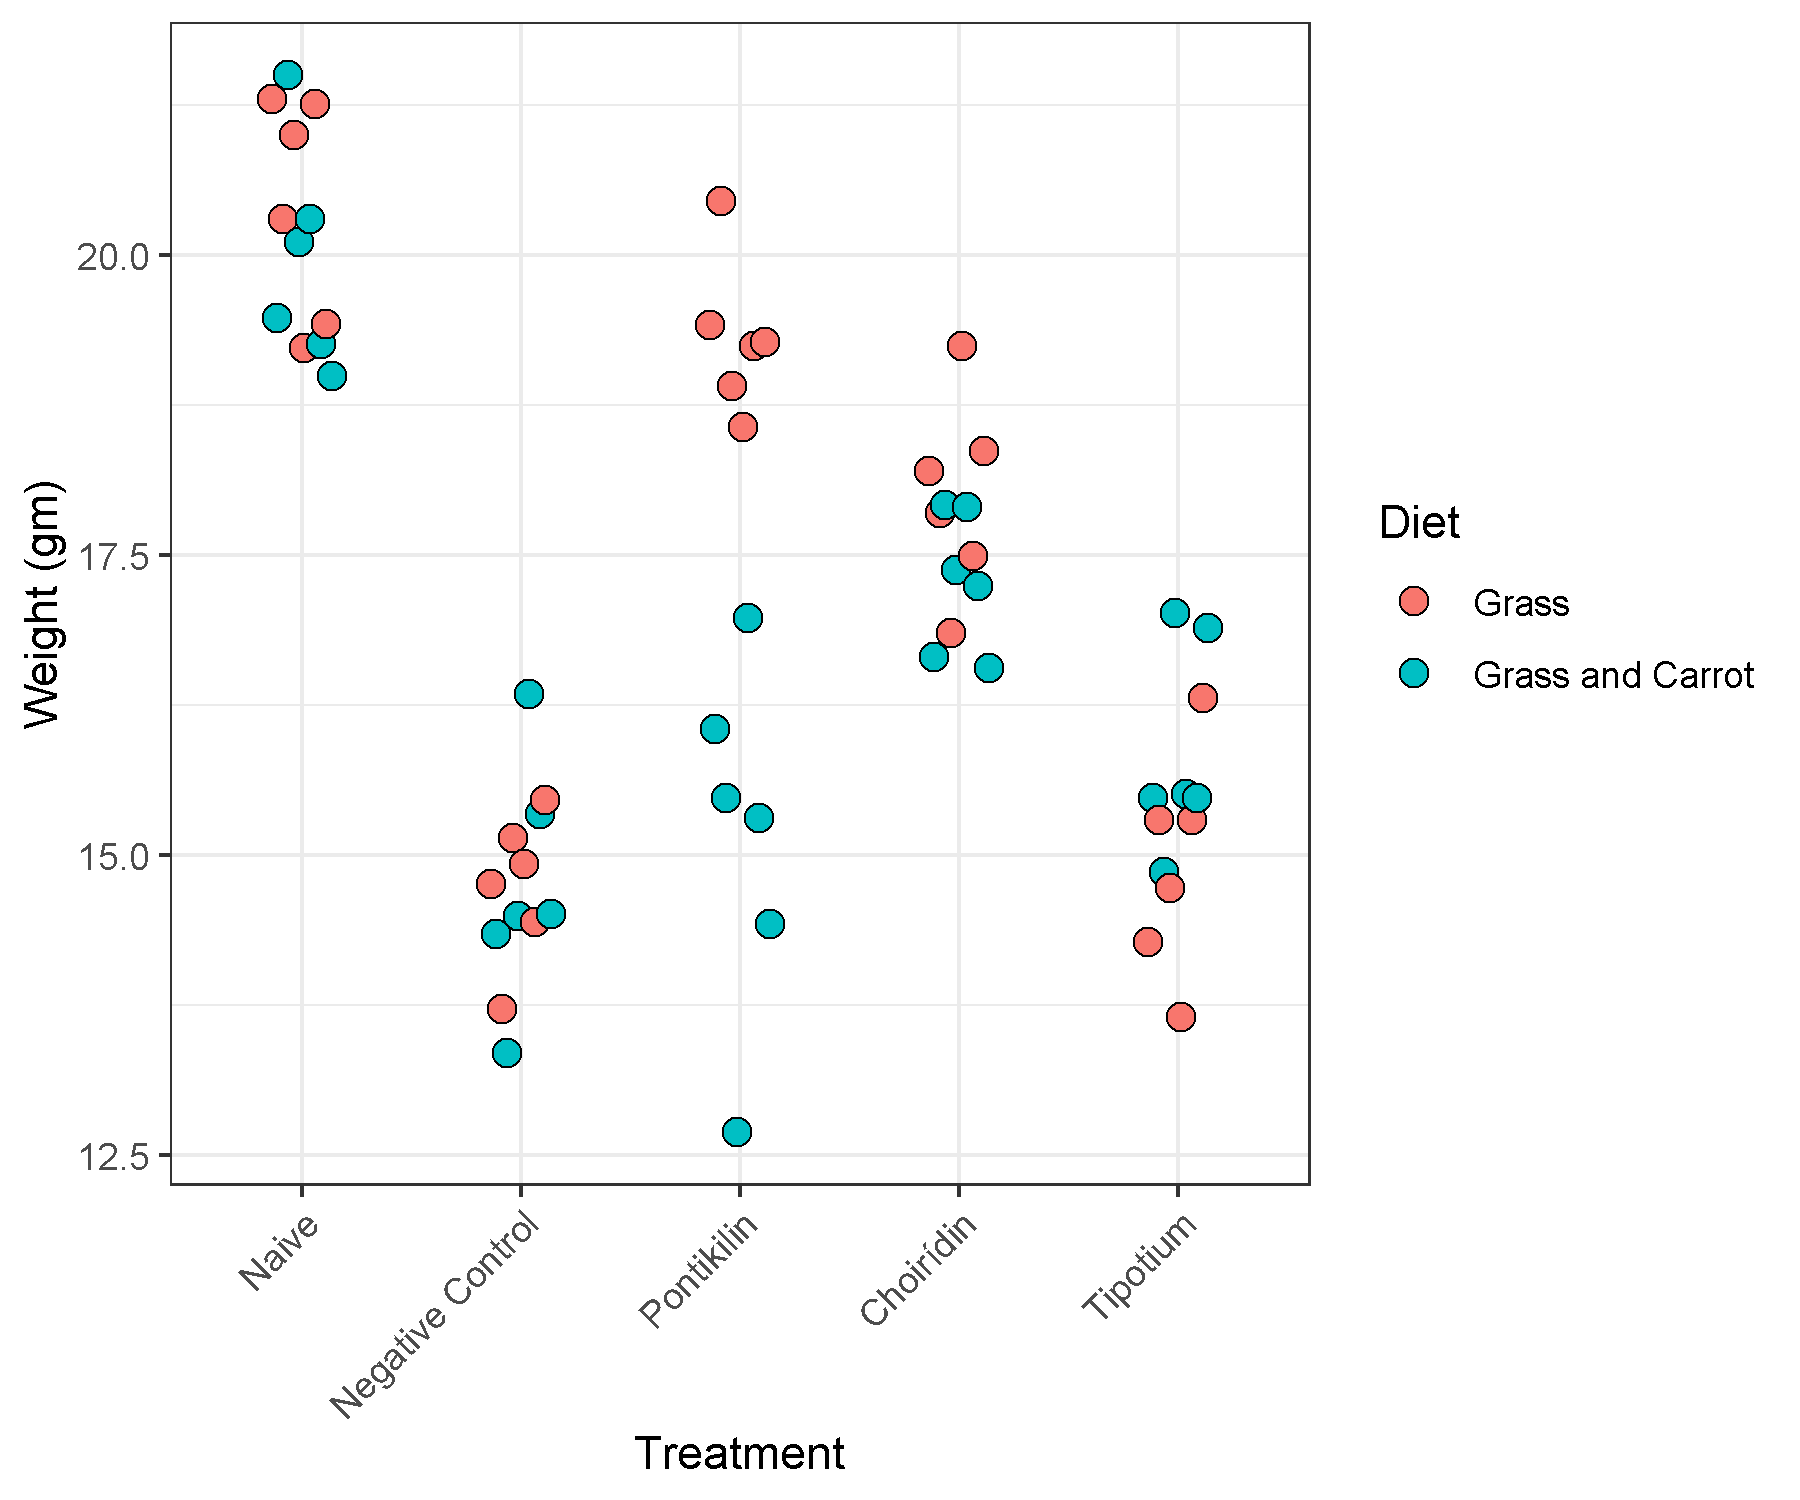 Weight (gm)
20.0
17.5
15.0
12.5
Naive
Negative Control
Pontikilin
Choirídin
Tipotium
Treatment
Diet
Grass
Grass and Carrot